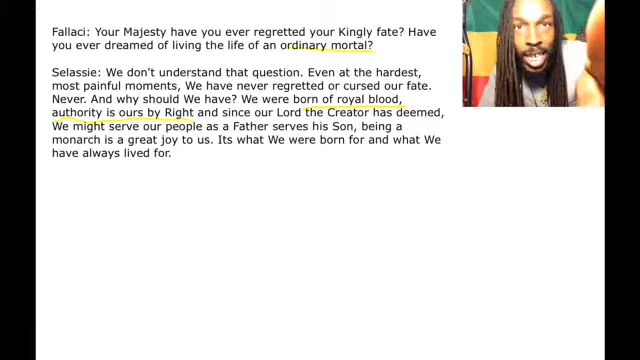 Fallaci: Your Majesty have you ever regretted your Kingly fate? Have
you ever dreamed of living the life of an ordinary mortal?
Selassie: We don't understand that question. Even at the hardest,
most painful moments, We have never regretted or cursed our fate.
Never. And why should We have? We were born of royal blood,
authority is ours by Right and since our Lord the Creator has deemed,
We might serve our people as a Father serves his Son, being a
monarch is a great joy to us. Its what We were born for and what We
have always lived for.